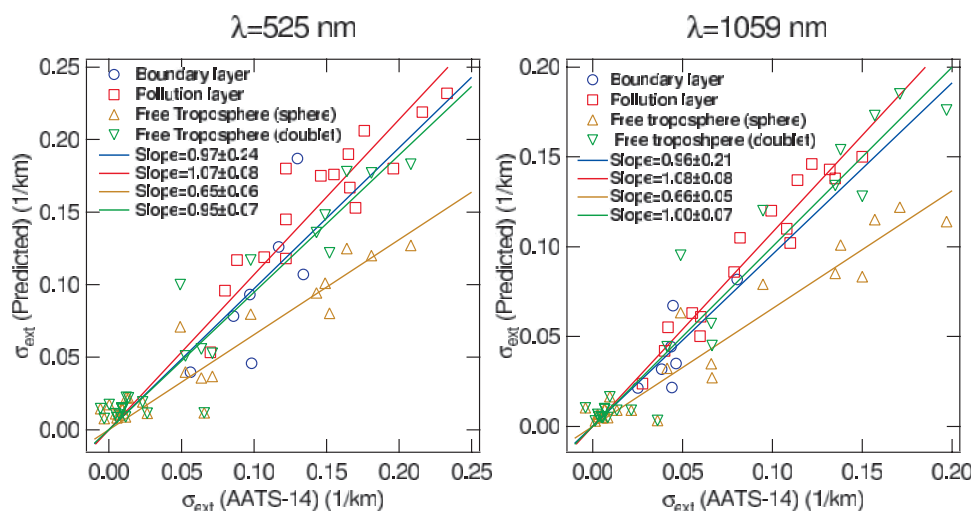 λ=525 nm
0.25
0.20
0.15
0.10
0.05
0.00
σext (Predicted) (1/km)
Boundary layer
Pollution layer
Free Troposphere (sphere)
Free Troposphere (doublet)
Slope=0.97±0.24
Slope=1.07±0.08
Slope=0.65±0.06
Slope=0.95±0.07
0.00 0.05 0.10 0.15 0.20 0.25
σext (AATS-14) (1/km)
λ=1059 nm
0.20
0.15
0.10
0.05
0.00
σext (Predicted) (1/km)
Boundary layer
Pollution layer
Free troposphere (sphere)
Free troposhpere (doublet)
Slope=0.96±0.21
Slope=1.08±0.08
Slope=0.66±0.05
Slope=1.00±0.07
0.00 0.05 0.10 0.15 0.20
σext (AATS-14) (1/km)